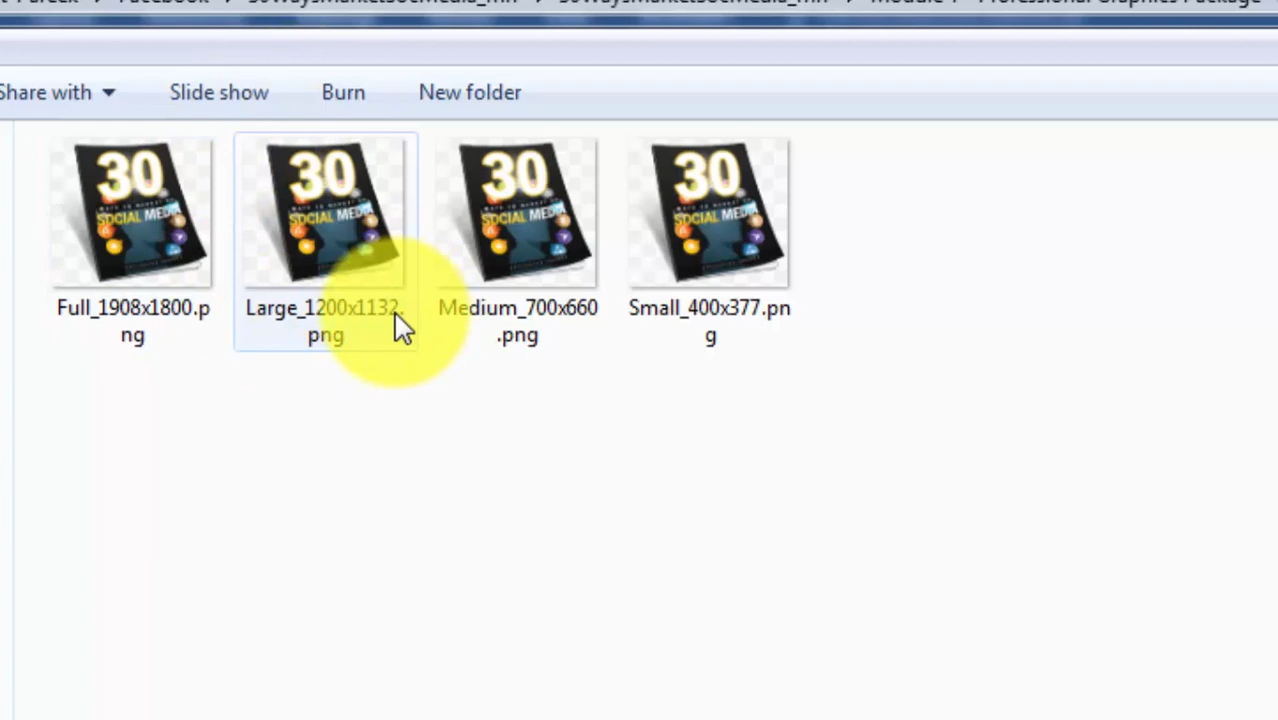 Share with
Slide show
Burn
New folder
30
SOCIAL MEDIA
30
SOCIAL MEDIA
30
SOCIAL MEDIA
30
SOCIAL MEDIA
Full_1908x1800.p
ng
Large_1200x1132.
png
Medium_700x660
.png
Small_400x377.pn
g